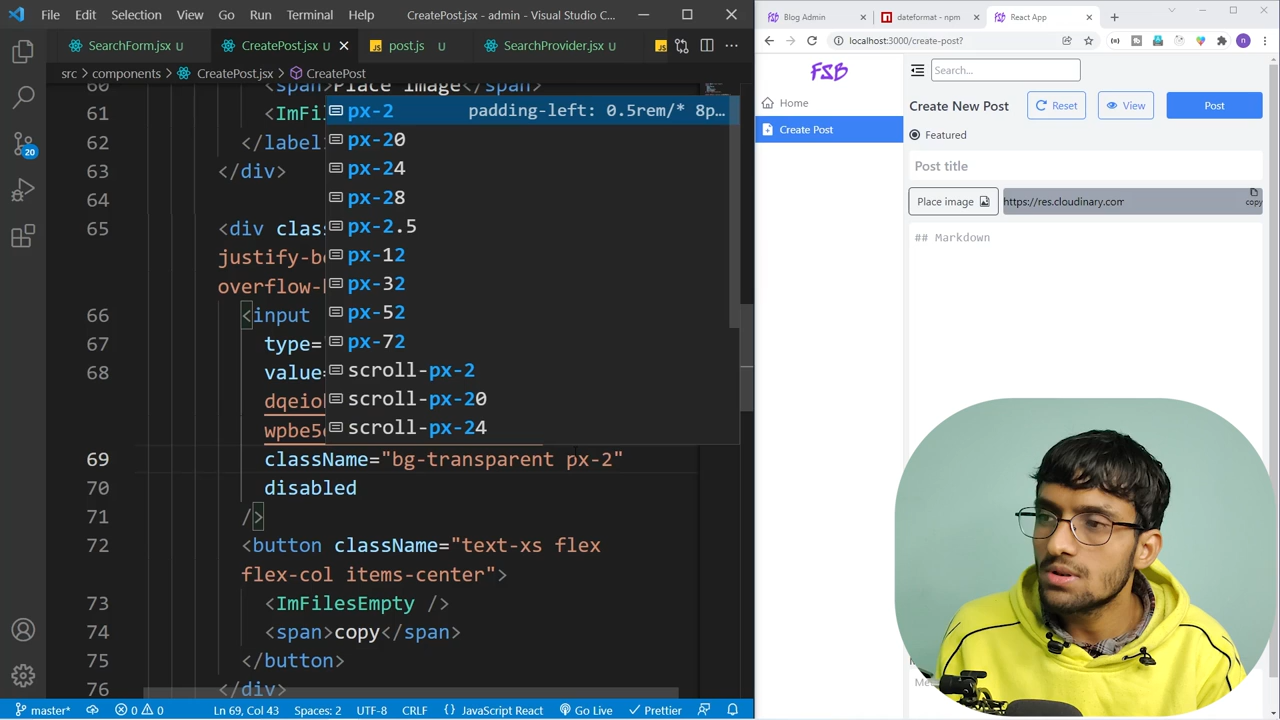 File Edit Selection View Go Run Terminal Help CreatePost.jsx - admin - Visual Studio C...
SearchForm.jsx U CreatePost.jsx U post.js U SearchProvider.jsx U
src > components > CreatePost.jsx > CreatePost
60 <span>Place image</span>
61 <ImFi
62 </label
63 </div>
64
65 <div clas
justify-b
overflow-
66 <input
67 type=
68 value=
dqeio
wpbe5
69 className="bg-transparent px-2"
70 disabled
71 />
72 <button className="text-xs flex
flex-col items-center">
73 <ImFilesEmpty />
74 <span>copy</span>
75 </button>
76 </div>
px-2 padding-left: 0.5rem/* 8p...
px-20
px-24
px-28
px-2.5
px-12
px-32
px-52
px-72
scroll-px-2
scroll-px-20
scroll-px-24
20
master* 0 0 Ln 69, Col 43 Spaces: 2 UTF-8 CRLF JavaScript React Go Live Prettier
Blog Admin dateformat - npm React App
localhost:3000/create-post?
FSB
Search...
Home
Create Post
Create New Post Reset View Post
Featured
Post title
Place image https://res.cloudinary.com copy
## Markdown